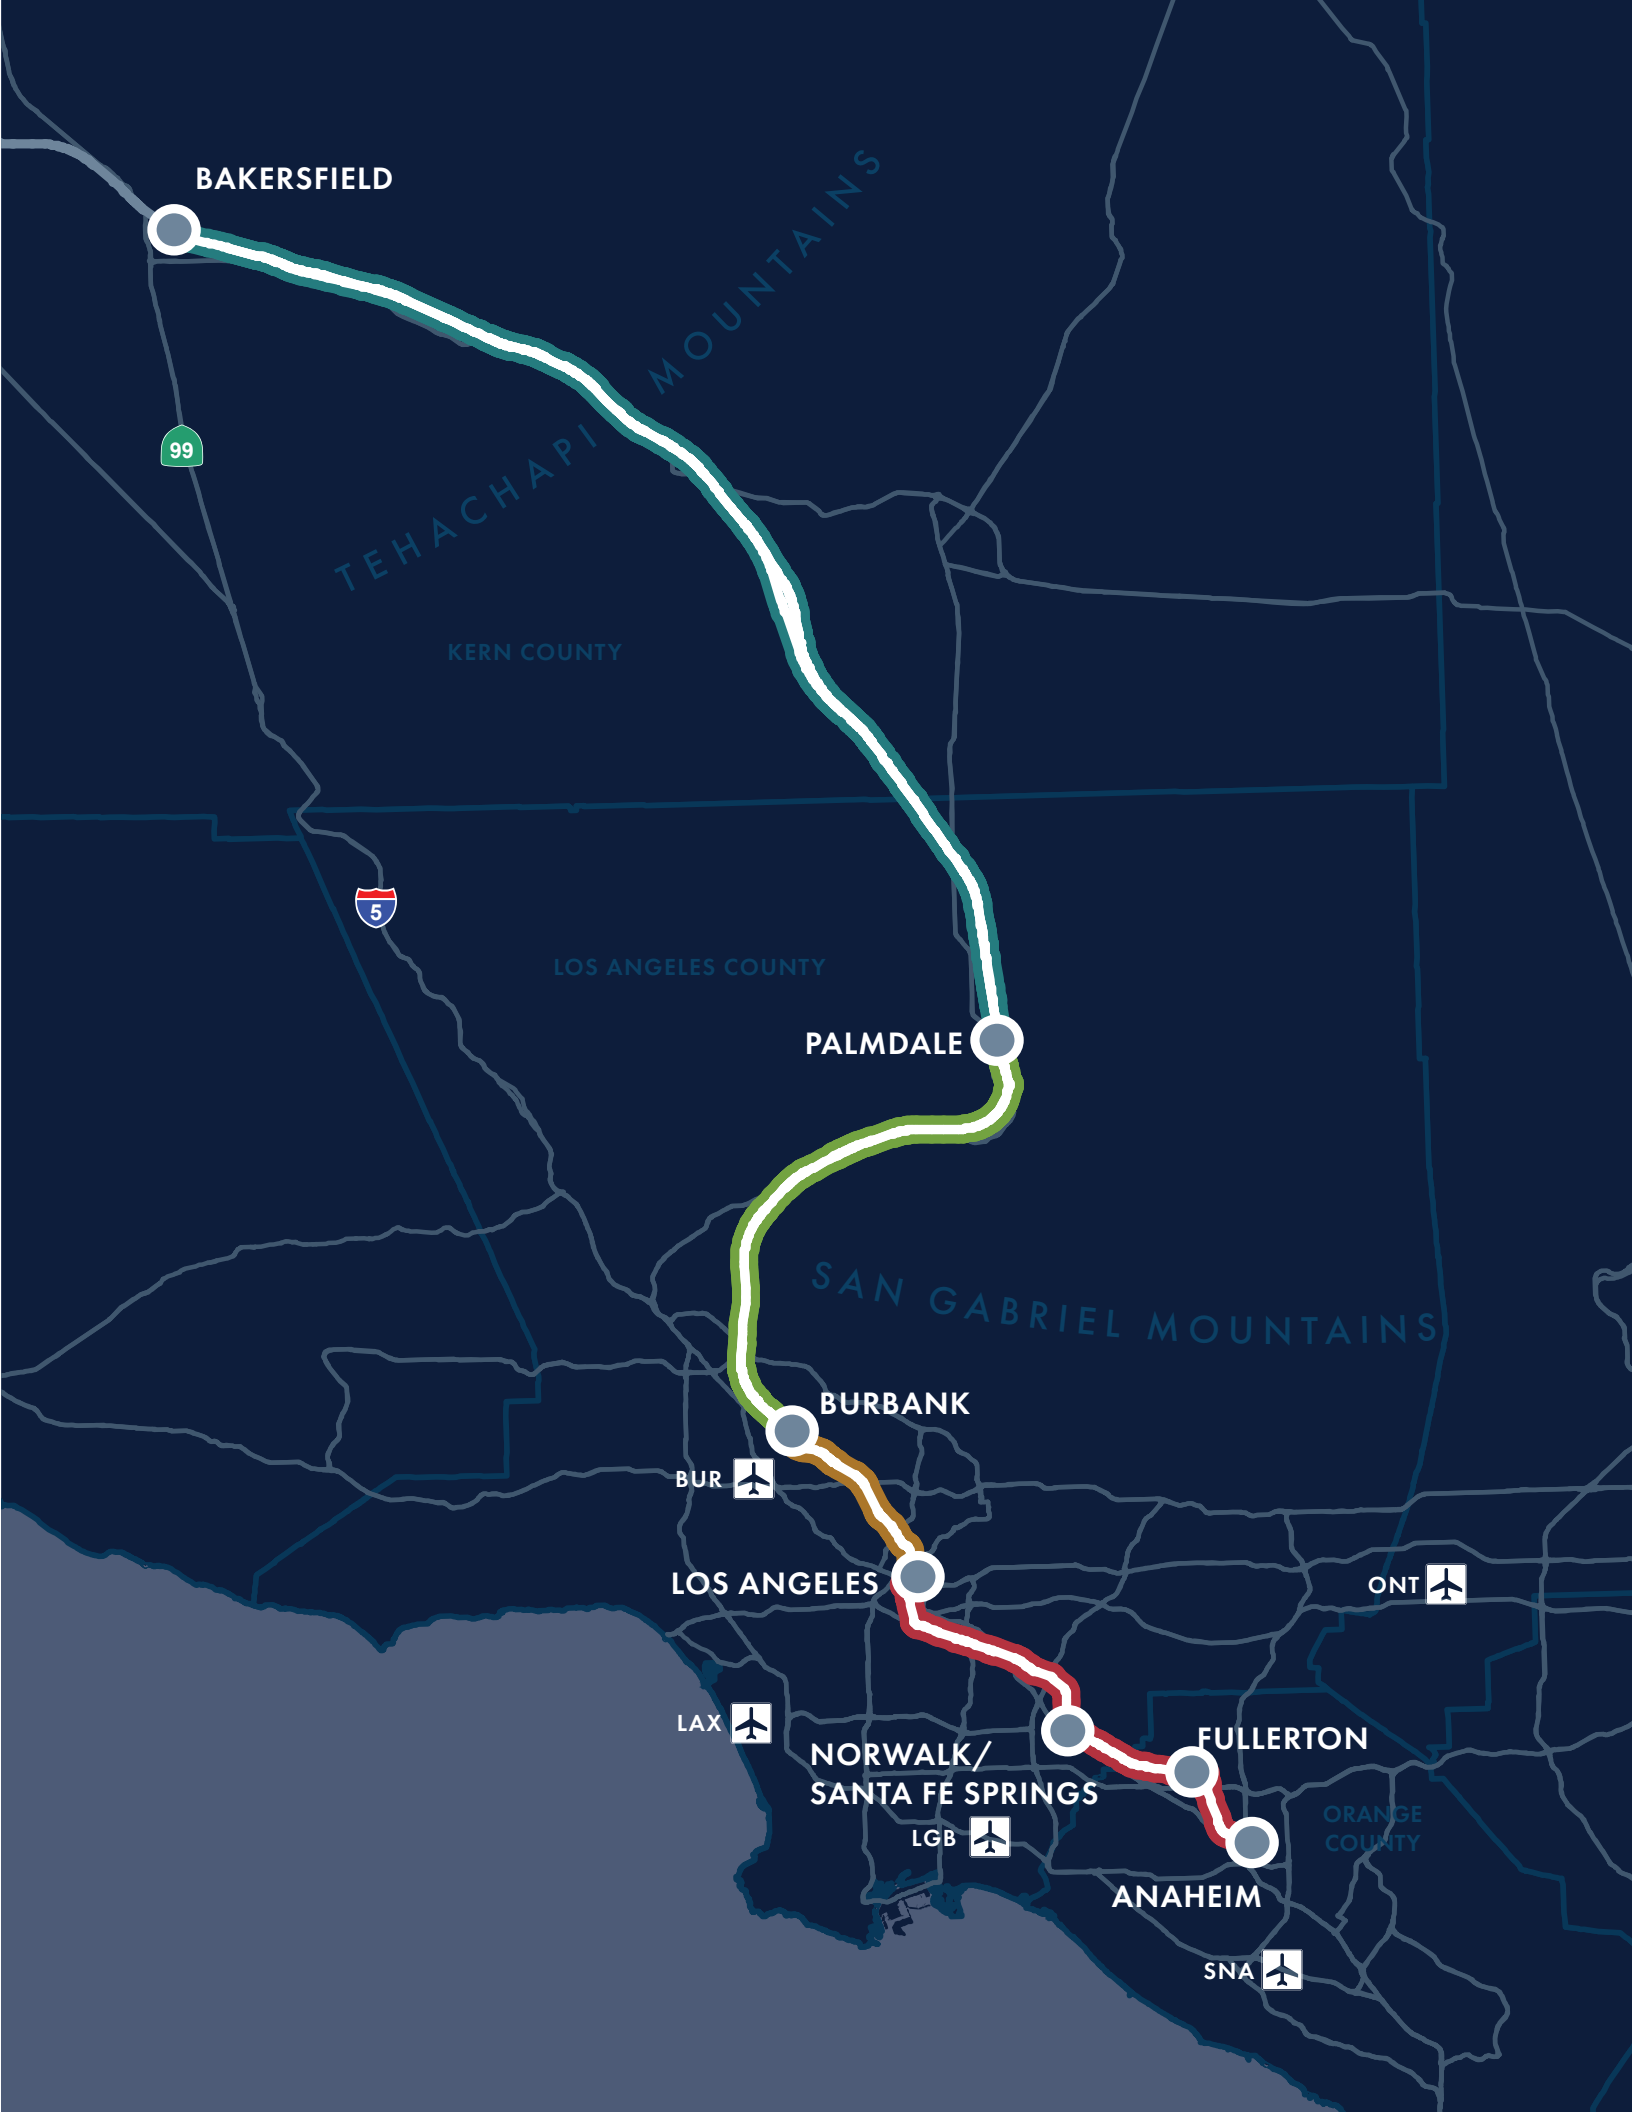 BAKERSFIELD
TEHACHAPI MOUNTAINS
99
KERN COUNTY
5
LOS ANGELES COUNTY
PALMDALE
SAN GABRIEL MOUNTAINS
BURBANK
BUR
LOS ANGELES
ONT
LAX
NORWALK/
SANTA FE SPRINGS
FULLERTON
ORANGE
COUNTY
LGB
ANAHEIM
SNA